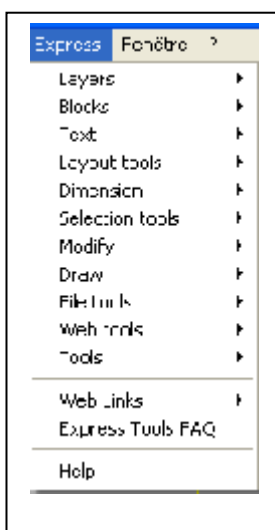 Express Fenêtre ?
Layers
Blocks
Text
Layout tools
Dimension
Selection tools
Modify
Draw
File tools
Web tools
Tools
Web Links
Express Tools FAQ
Help